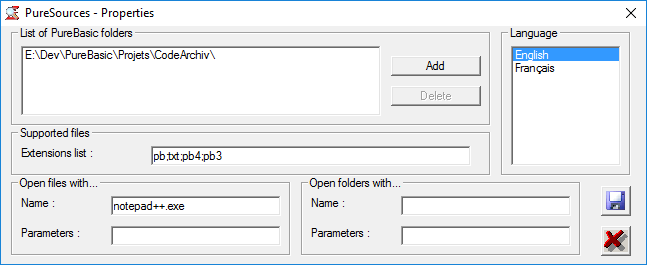 PureSources - Properties
List of PureBasic folders
E:\Dev\PureBasic\Projets\CodeArchiv\
Add
Delete
Language
English
Français
Supported files
Extensions list :
pb;txt;pb4;pb3
Open files with...
Name :
notepad++.exe
Parameters :
Open folders with...
Name :
Parameters :